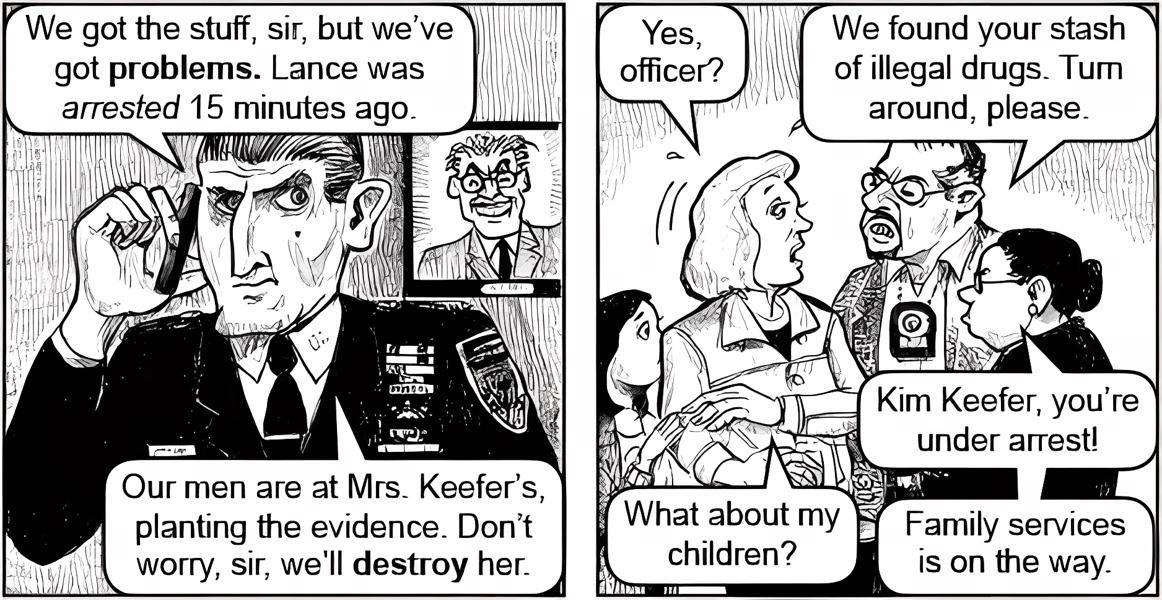 We got the stuff, sir, but we've
got problems. Lance was
arrested 15 minutes ago.
Our men are at Mrs. Keefer's,
planting the evidence. Don't
worry, sir, we'll destroy her.
Yes,
officer?
We found your stash
of illegal drugs. Turn
around, please.
Kim Keefer, you're
under arrest!
What about my
children?
Family services
is on the way.